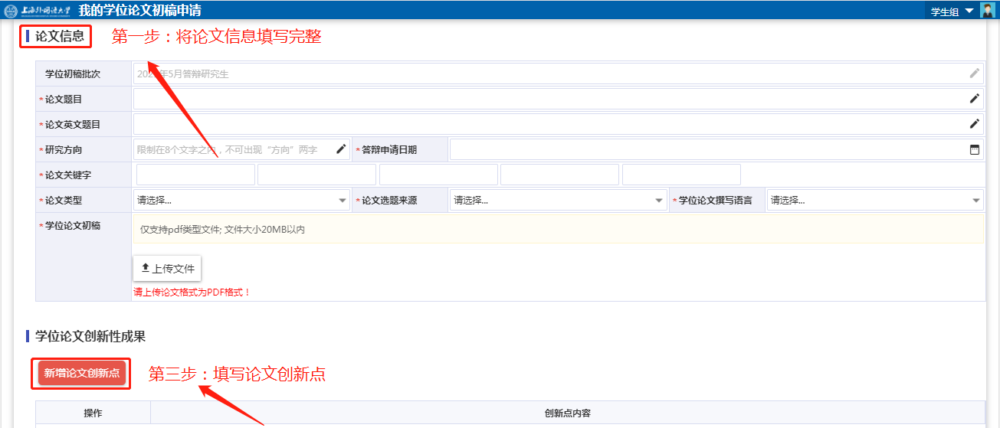 上海外国语大学 我的学位论文初稿申请 学生组
论文信息 第一步：将论文信息填写完整
学位初稿批次 年5月答辩研究生
*论文题目
*论文英文题目
*研究方向 限制在8个文字之内，不可出现“方向”两字 *答辩申请日期
*论文关键字
*论文类型 请选择... *论文选题来源 请选择... *学位论文撰写语言 请选择...
*学位论文初稿 仅支持pdf类型文件; 文件大小20MB以内
上传文件
请上传论文格式为PDF格式！
学位论文创新性成果
新增论文创新点 第三步：填写论文创新点
操作 创新点内容